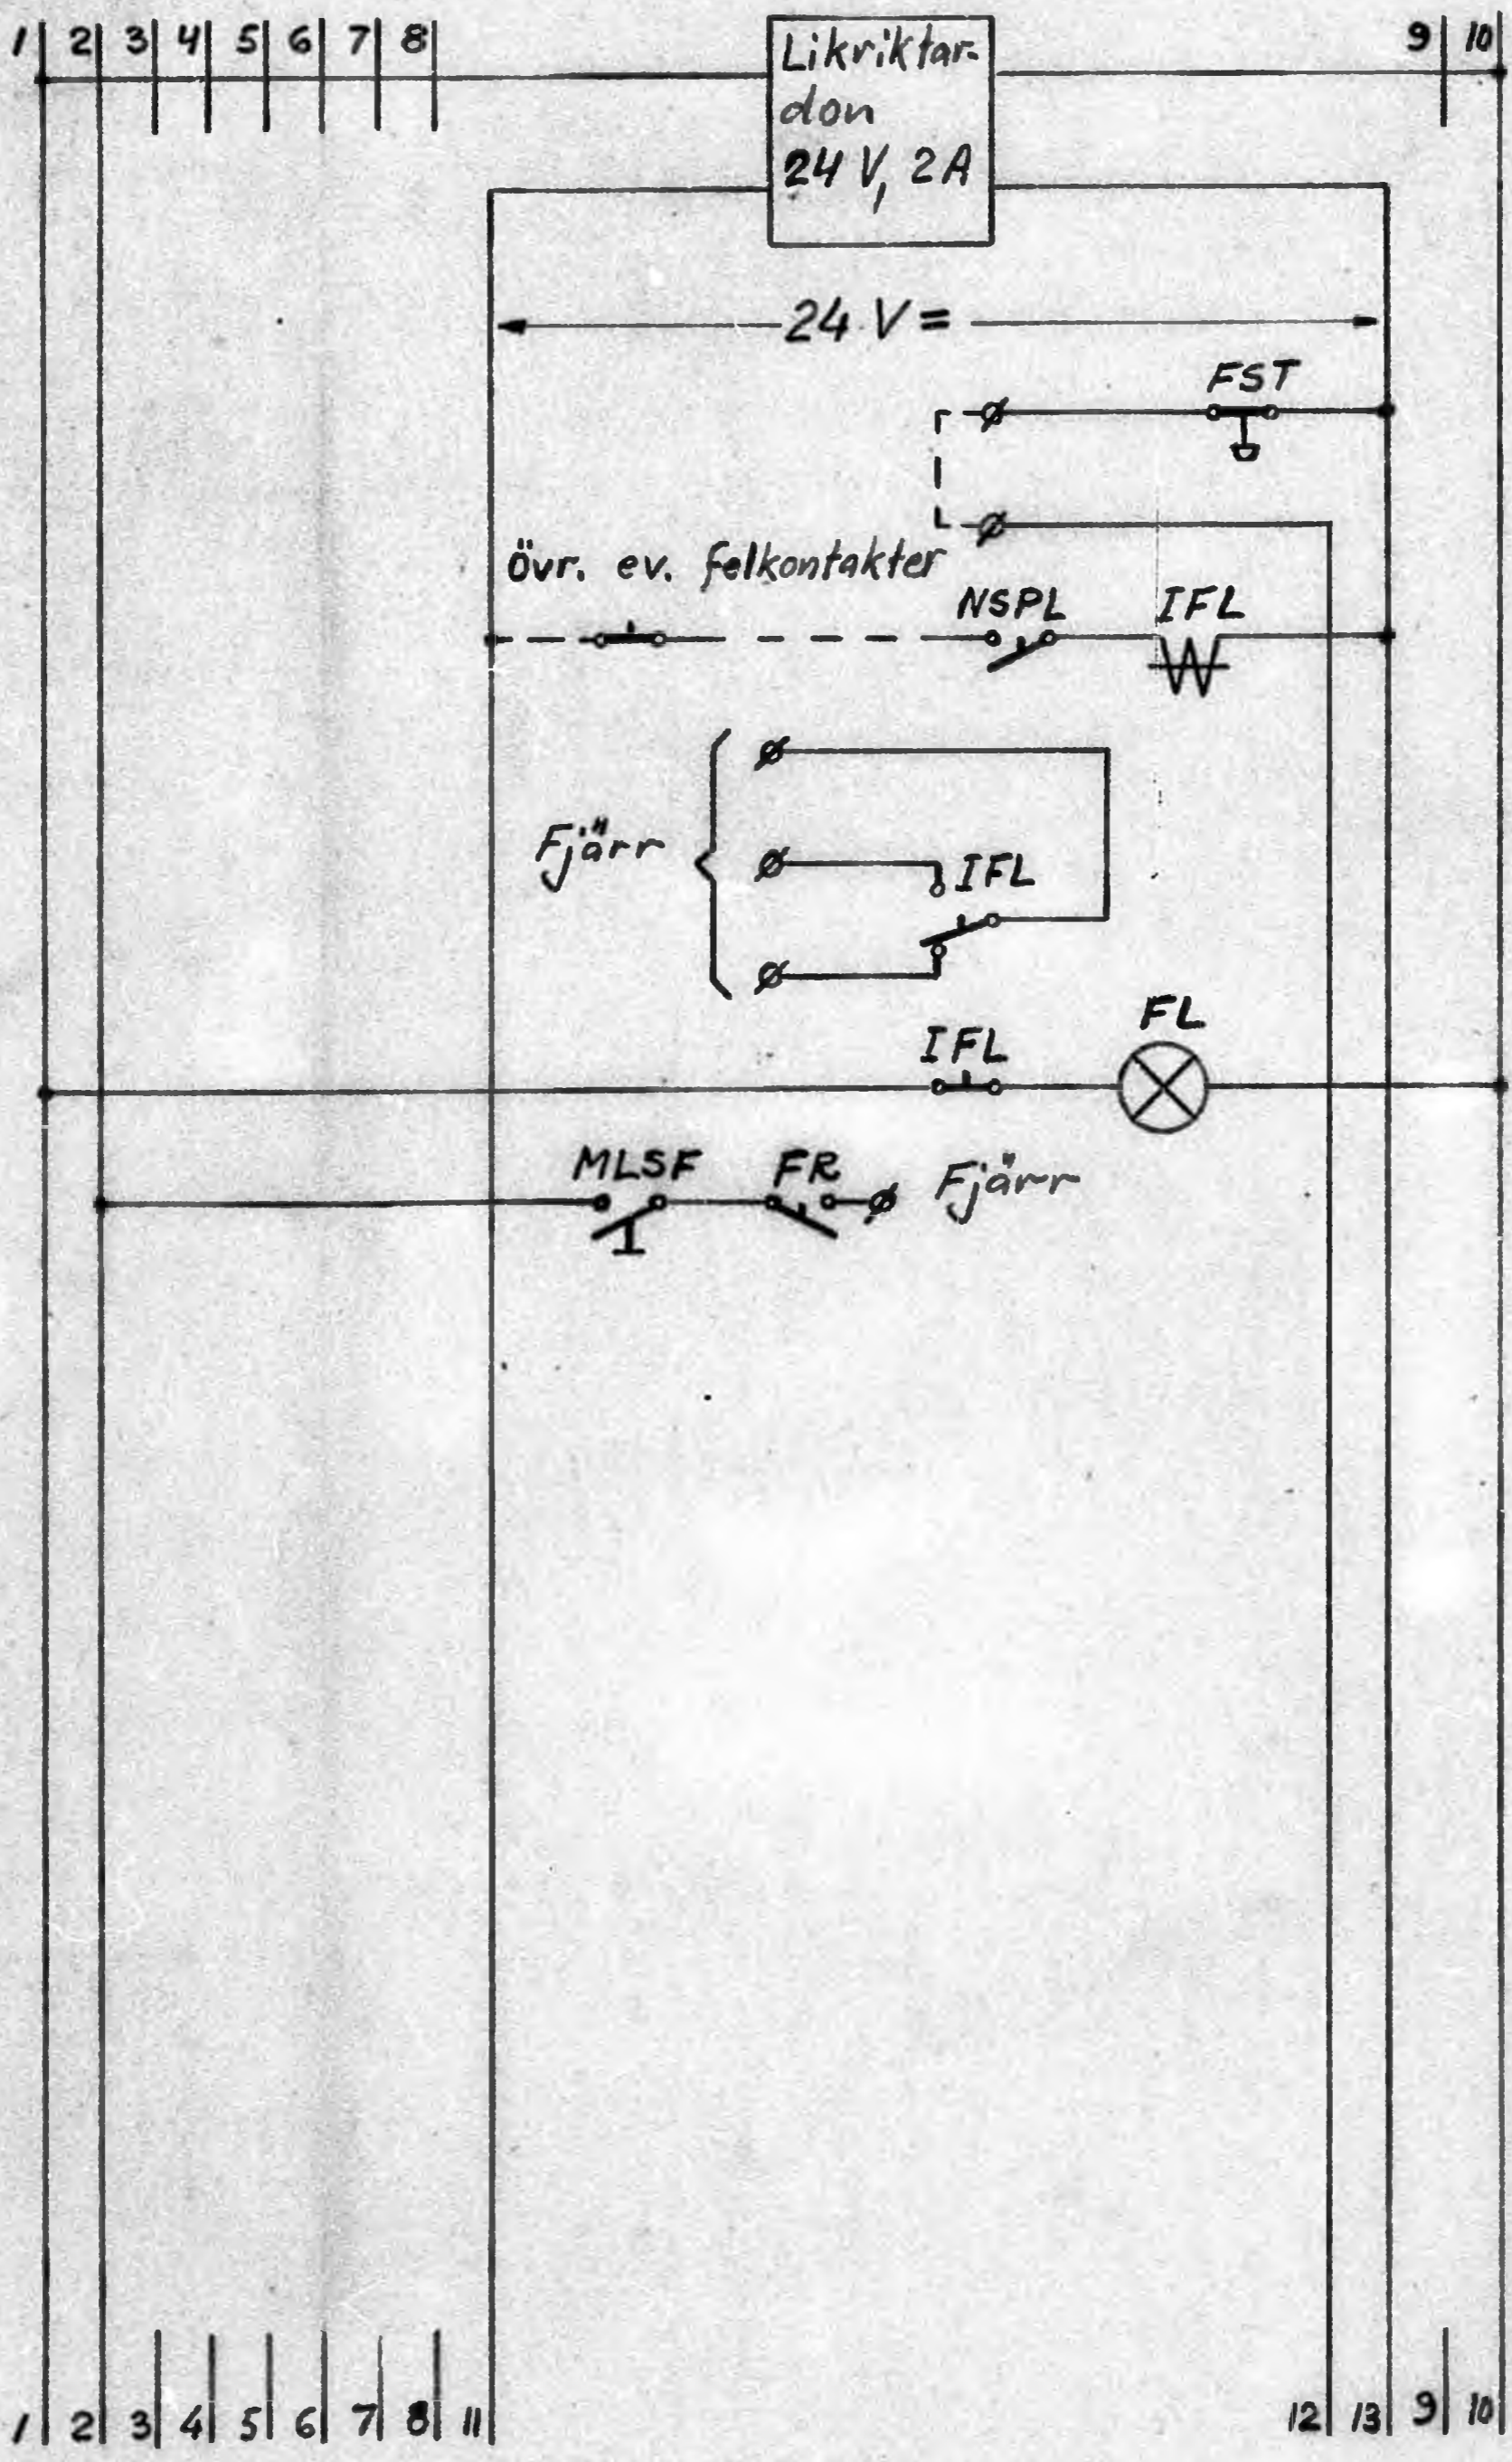 1 2 3 4 5 6 7 8 9 10
Likriktar-
don
24 V, 2A
24 V =
FST
Övr. ev. felkontakter
NSPL IFL
Fjärr
IFL
FL
IFL
MLSF FR Fjärr
1 2 3 4 5 6 7 8 11 12 13 9 10